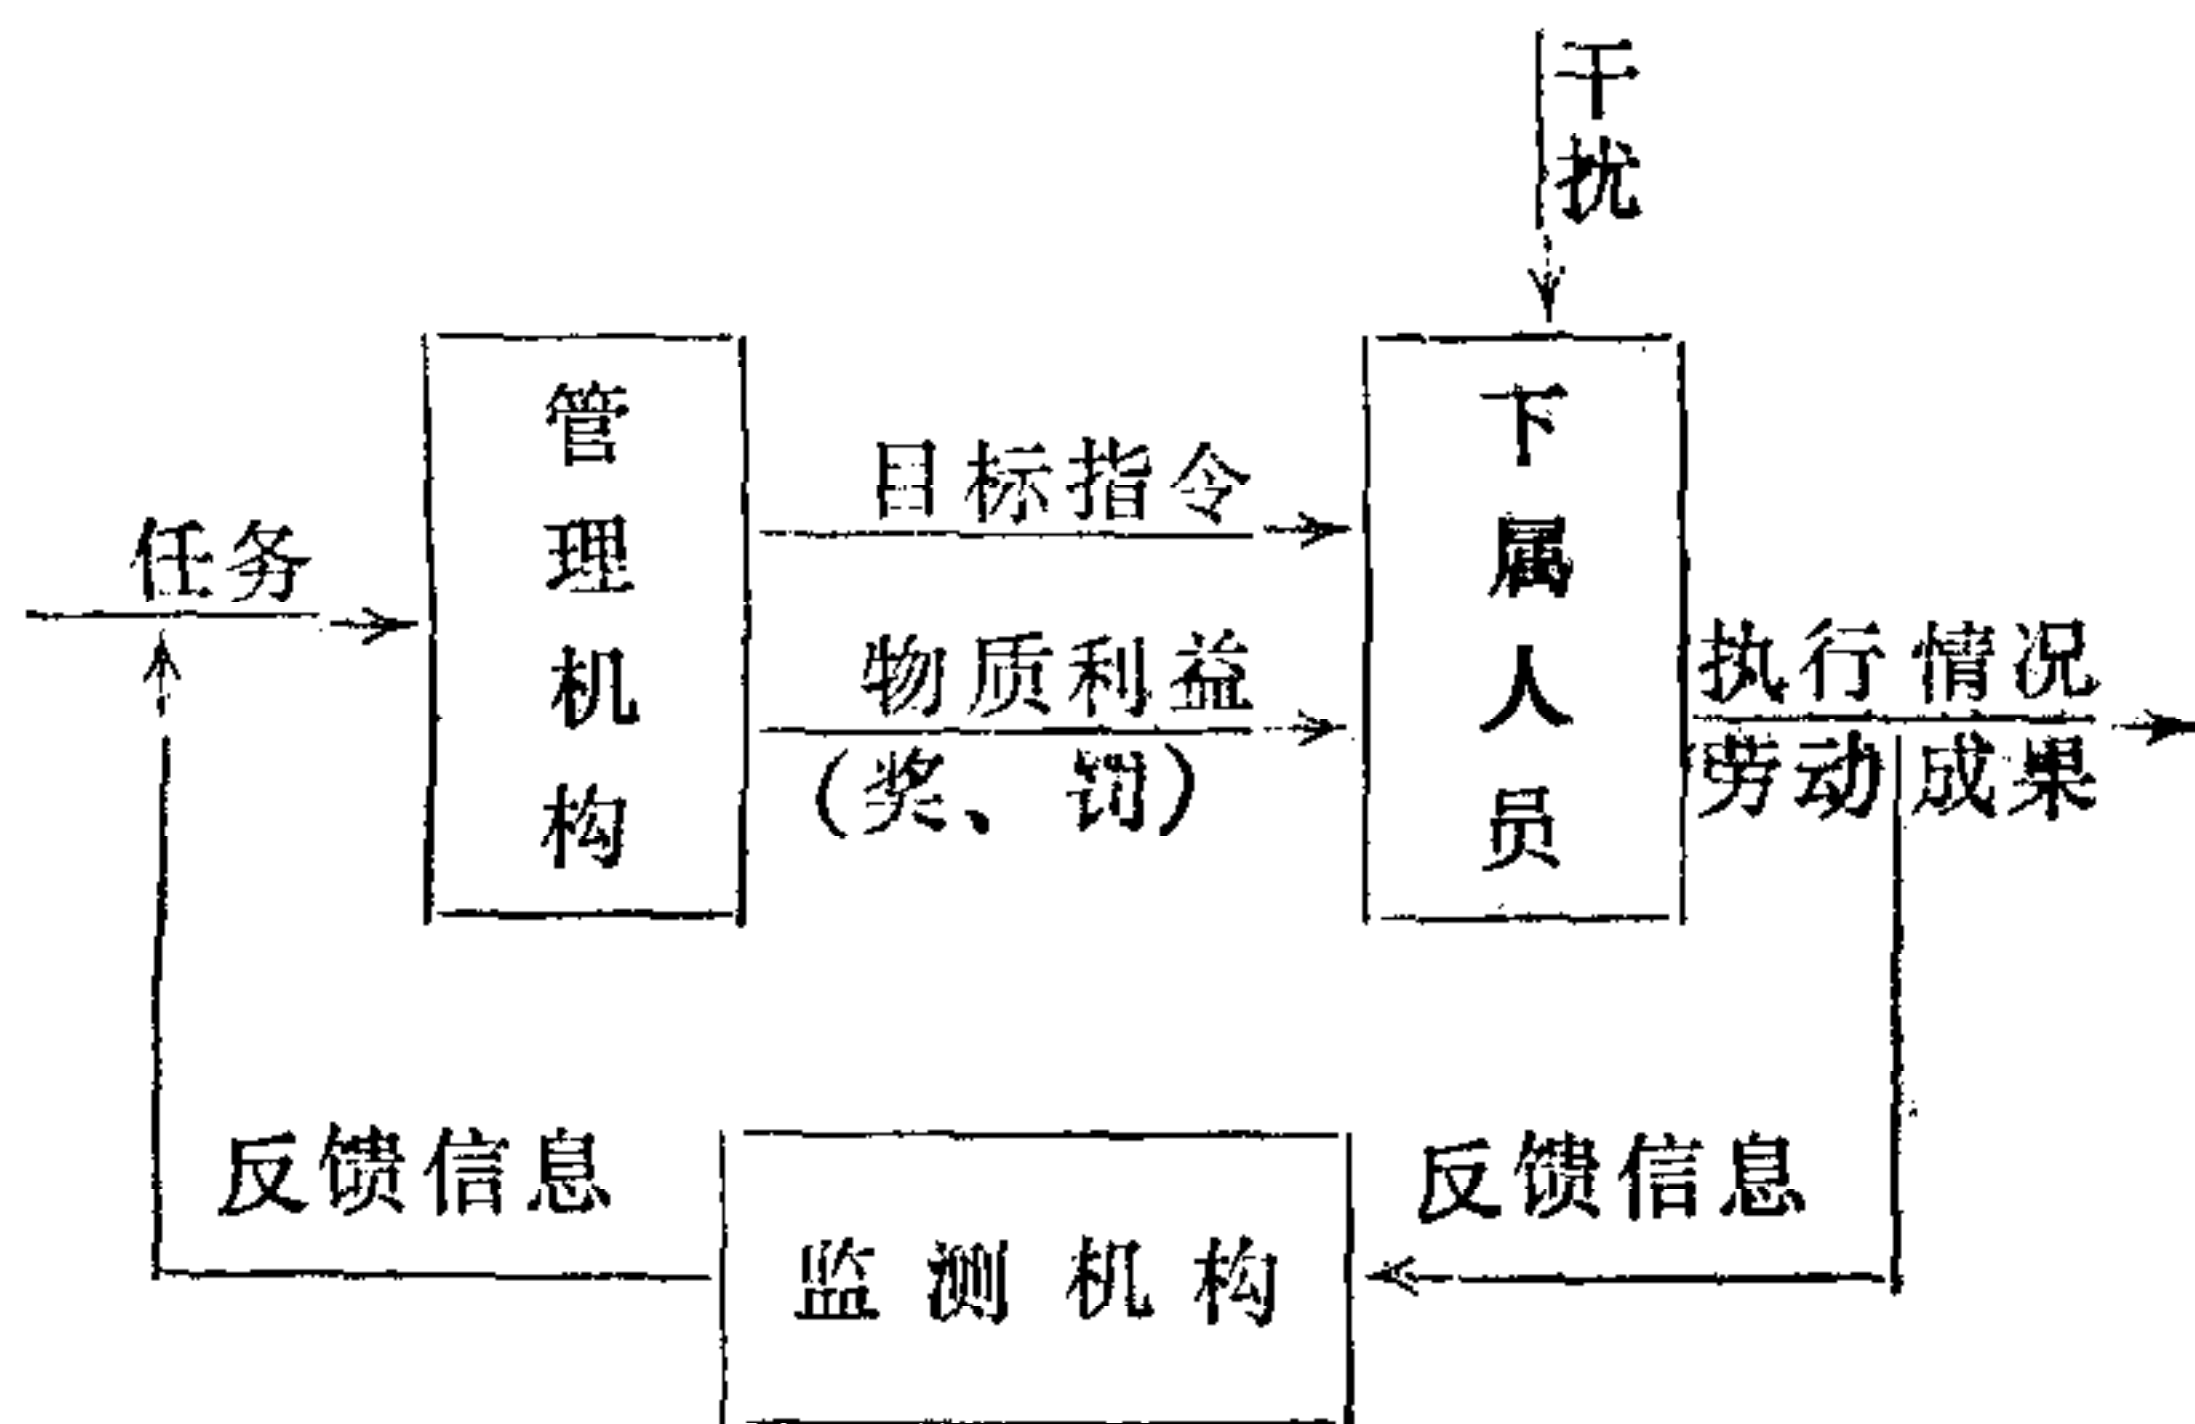 干扰
管理机构
下属人员
目标指令
任务
物质利益
(奖、罚)
执行情况
劳动成果
反馈信息
反馈信息
监测机构